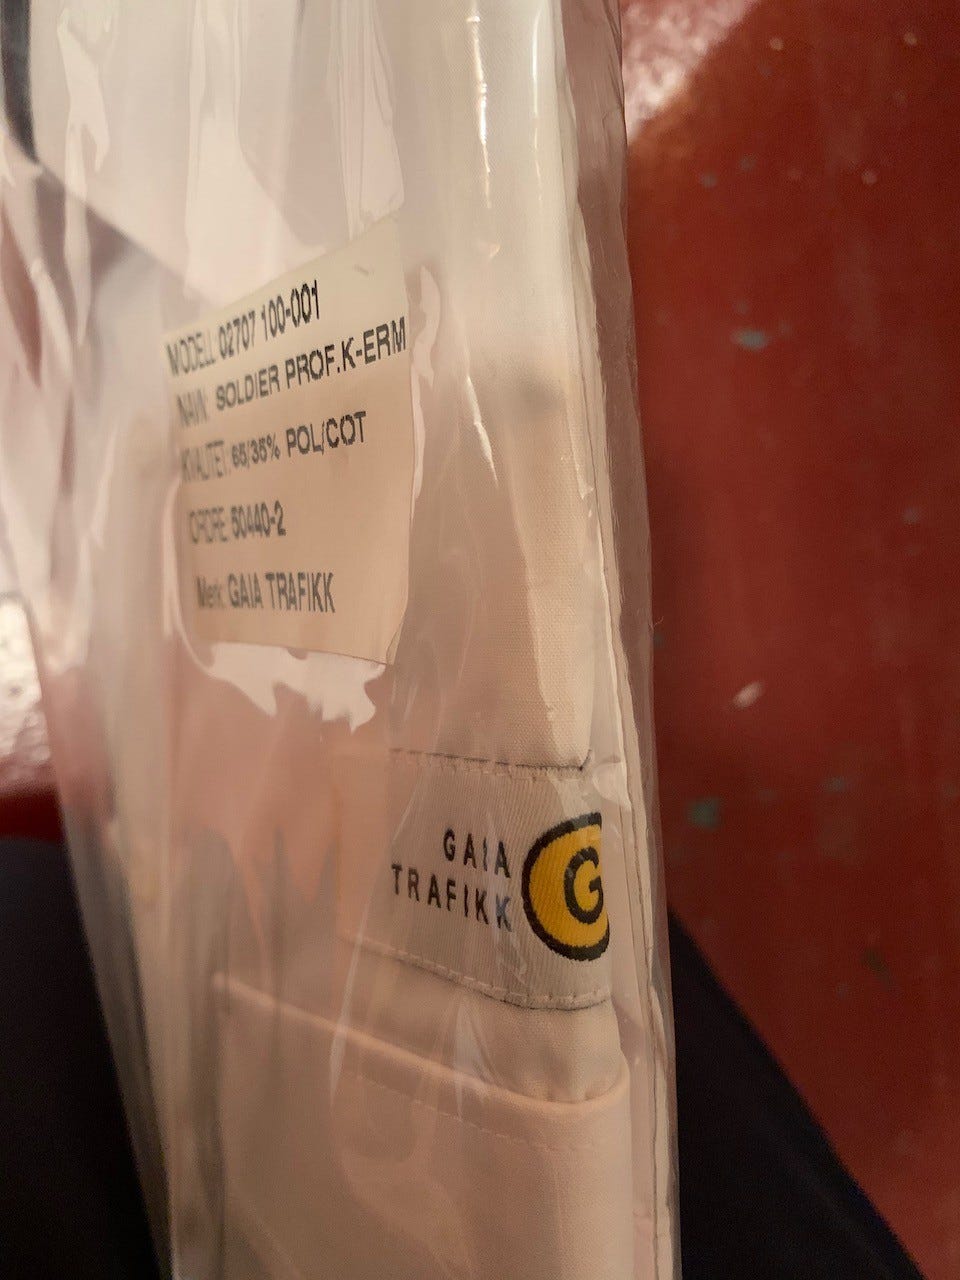 MODELL: 02707 100-001
NAVN: SOLDIER PROF.K-ERM
KVALITET: 65/35% POL/COT
ORDRE: 50440-2
Merk: GAIA TRAFIKK
GAIA
TRAFIKK
G